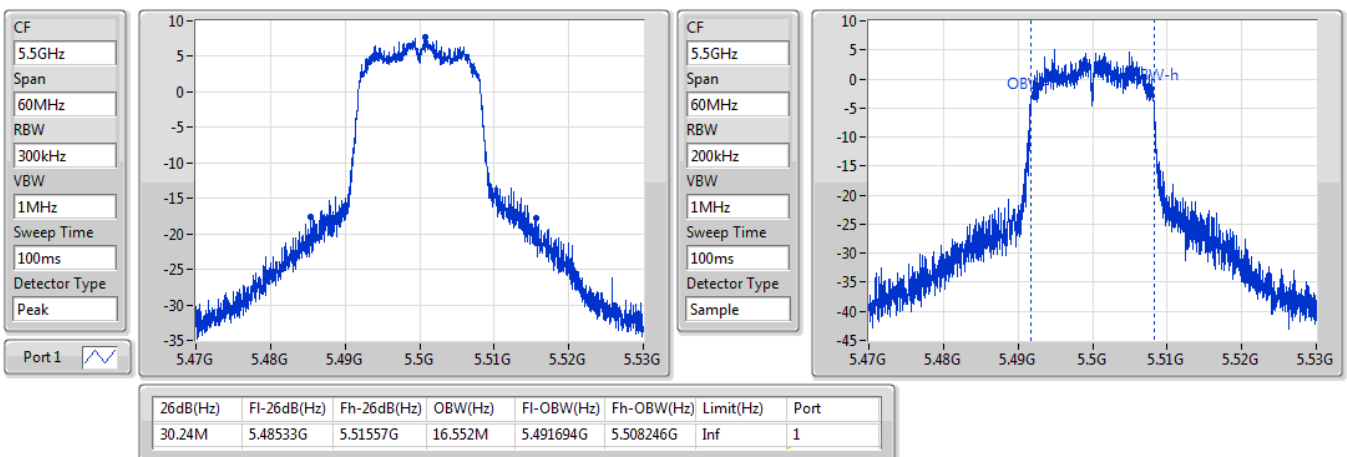 CF
5.5GHz
Span
60MHz
RBW
300kHz
VBW
1MHz
Sweep Time
100ms
Detector Type
Peak
Port 1
10
5
0
-5
-10
-15
-20
-25
-30
-35
5.47G 5.48G 5.49G 5.5G 5.51G 5.52G 5.53G
CF
5.5GHz
Span
60MHz
RBW
200kHz
VBW
1MHz
Sweep Time
100ms
Detector Type
Sample
10
5
0
-5
-10
-15
-20
-25
-30
-35
-40
-45
5.47G 5.48G 5.49G 5.5G 5.51G 5.52G 5.53G
26dB(Hz) Fl-26dB(Hz) Fh-26dB(Hz) OBW(Hz) Fl-OBW(Hz) Fh-OBW(Hz) Limit(Hz) Port
30.24M 5.48533G 5.51557G 16.552M 5.491694G 5.508246G Inf 1